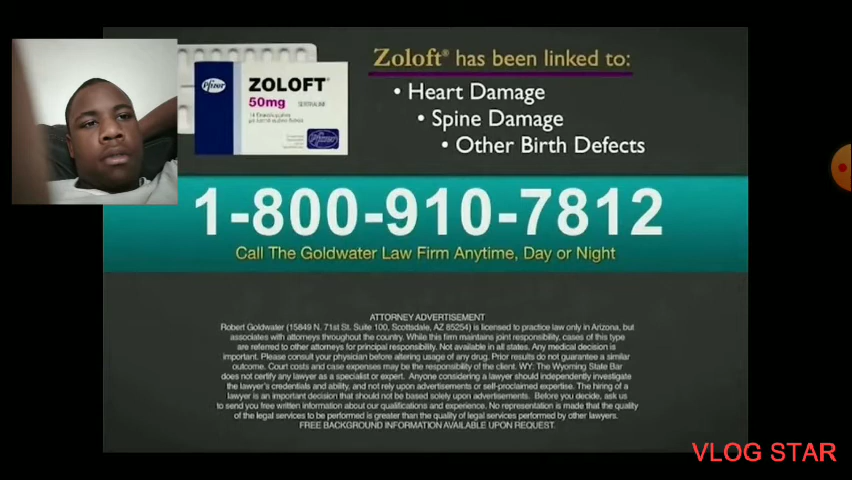 Zoloft® has been linked to:
• Heart Damage
• Spine Damage
• Other Birth Defects
Pfizer
ZOLOFT®
50mg
SERTRALINE
Pfizer
1-800-910-7812
Call The Goldwater Law Firm Anytime, Day or Night
ATTORNEY ADVERTISEMENT
Robert Goldwater (15849 N. 71st St. Suite 100, Scottsdale, AZ 85254) is licensed to practice law only in Arizona, but
associates with attorneys throughout the country. While this firm maintains joint responsibility, cases of this type
are referred to other attorneys for principal responsibility. Not available in all states. Any medical decision is
important. Please consult your physician before altering usage of any drug. Prior results do not guarantee a similar
outcome. Court costs and case expenses may be the responsibility of the client. WY: The Wyoming State Bar
does not certify any lawyer as a specialist or expert. Anyone considering a lawyer should independently investigate
the lawyer's credentials and ability, and not rely upon advertisements or self-proclaimed expertise. The hiring of a
lawyer is an important decision that should not be based solely upon advertisements. Before you decide, ask us
to send you free written information about our qualifications and experience. No representation is made that the quality
of the legal services to be performed is greater than the quality of legal services performed by other lawyers.
FREE BACKGROUND INFORMATION AVAILABLE UPON REQUEST.
VLOG STAR